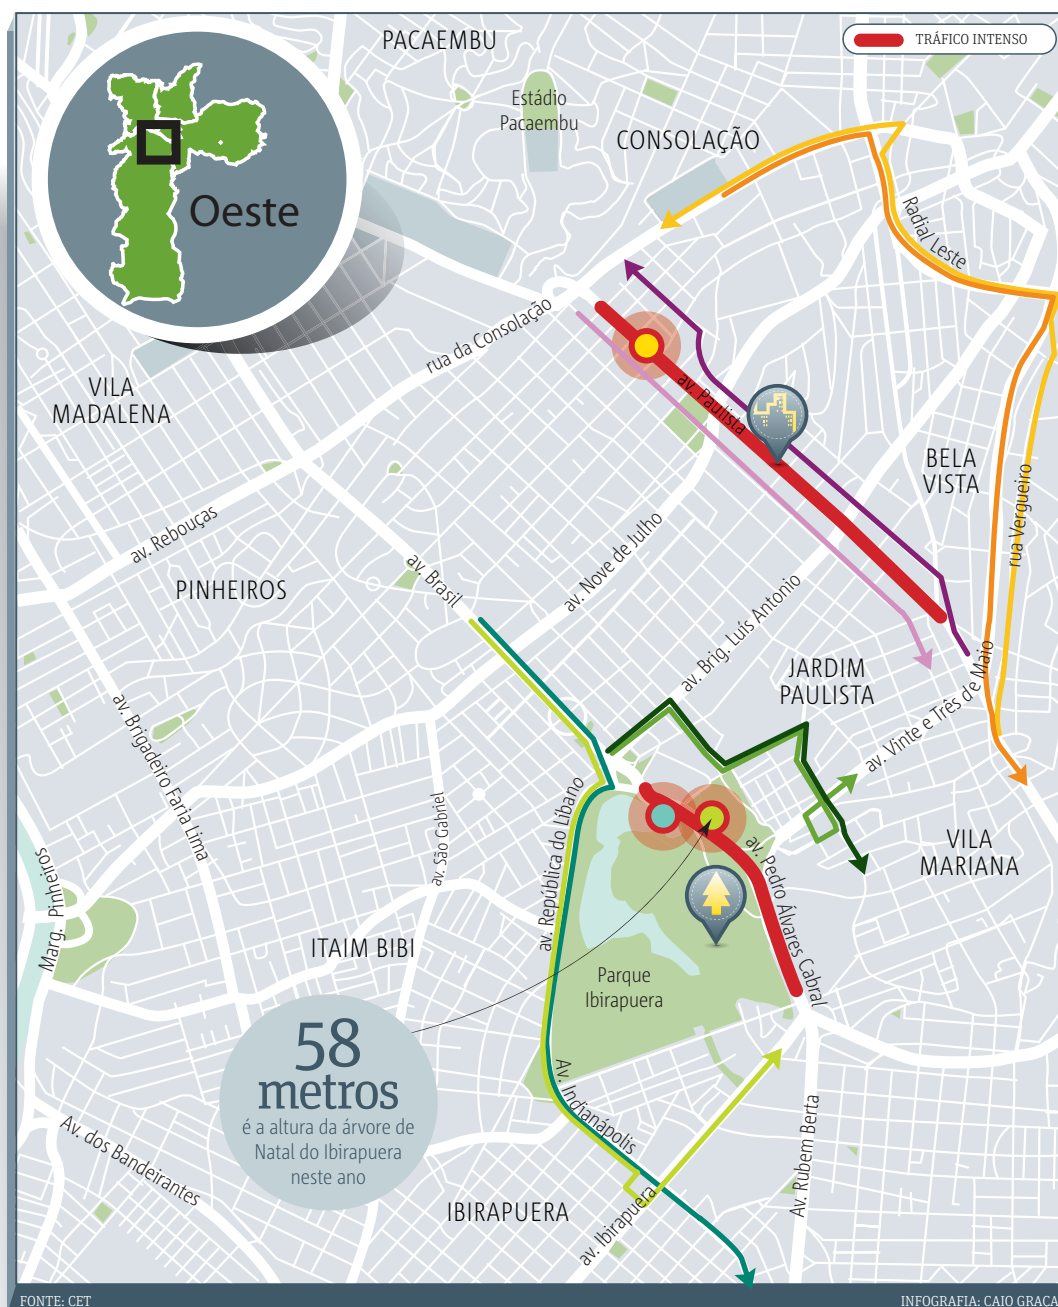 PACAEMBU
TRÁFICO INTENSO
Estádio
Pacaembu
CONSOLAÇÃO
Oeste
Radial Leste
rua da Consolação
VILA
MADALENA
av. Paulista
BELA
VISTA
rua Vergueiro
av. Rebouças
av. Nove de Julho
av. Brasil
PINHEIROS
av. Brig. Luís Antonio
JARDIM
PAULISTA
av. Vinte e Três de Maio
av. Brigadeiro Faria Lima
av. São Gabriel
av. República do Líbano
av. Pedro Álvares Cabral
VILA
MARIANA
Marg. Pinheiros
ITAIM BIBI
Parque
Ibirapuera
58
metros
é a altura da árvore de
Natal do Ibirapuera
neste ano
Av. Indianápolis
Av. dos Bandeirantes
Av. Rubem Berta
IBIRAPUERA
av. Ibirapuera
FONTE: CET
INFOGRAFIA: CAIO GRAÇA